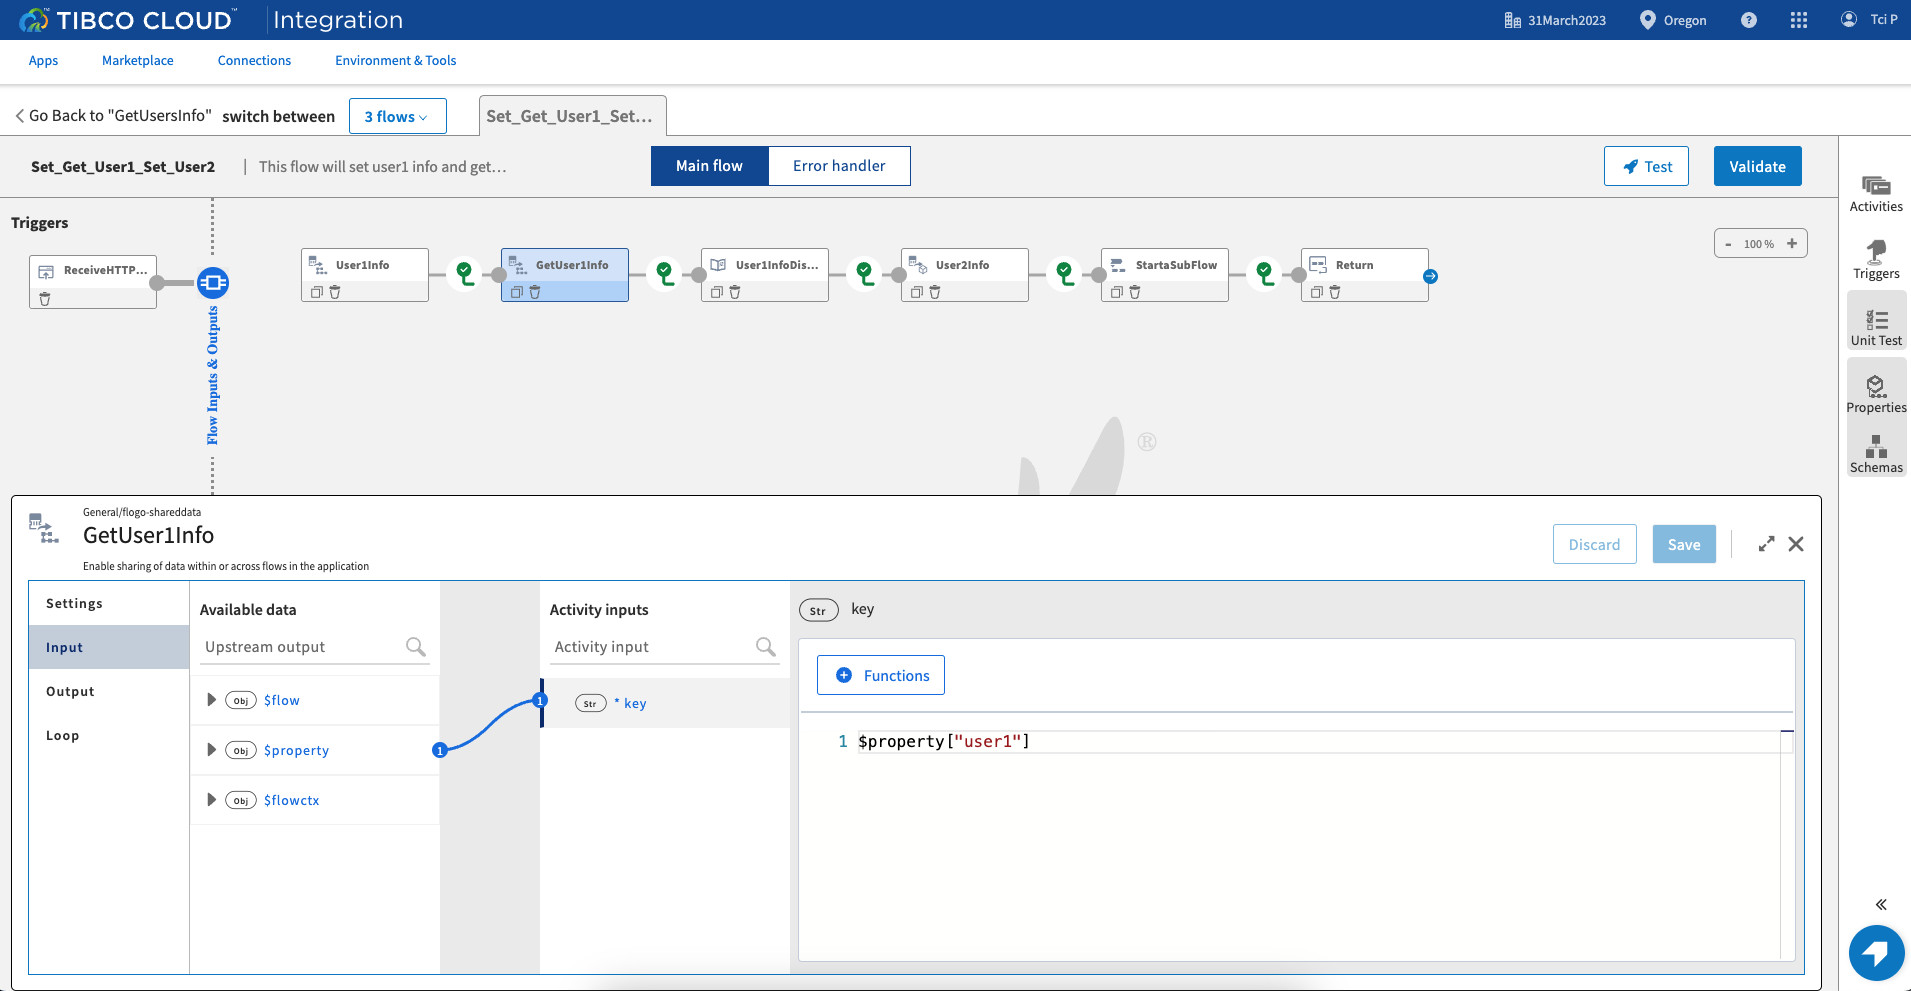 TIBCO CLOUD™ Integration
31March2023 Oregon ? Tci P
Apps Marketplace Connections Environment & Tools
Go Back to "GetUsersInfo" switch between 3 flows Set_Get_User1_Set...
Set_Get_User1_Set_User2 | This flow will set user1 info and get... Main flow Error handler Test Validate
Triggers
ReceiveHTTP...
Flow Inputs & Outputs
User1Info GetUser1Info User1InfoDis... User2Info StartaSubFlow Return
- 100 % +
Activities
Triggers
Unit Test
Properties
Schemas
®
General/flogo-shareddata
GetUser1Info
Enable sharing of data within or across flows in the application
Discard Save
Settings
Input
Output
Loop
Available data
Upstream output
Obj $flow
Obj $property 1
Obj $flowctx
Activity inputs
Activity input
1 Str * key
Str key
Functions
1 $property["user1"]